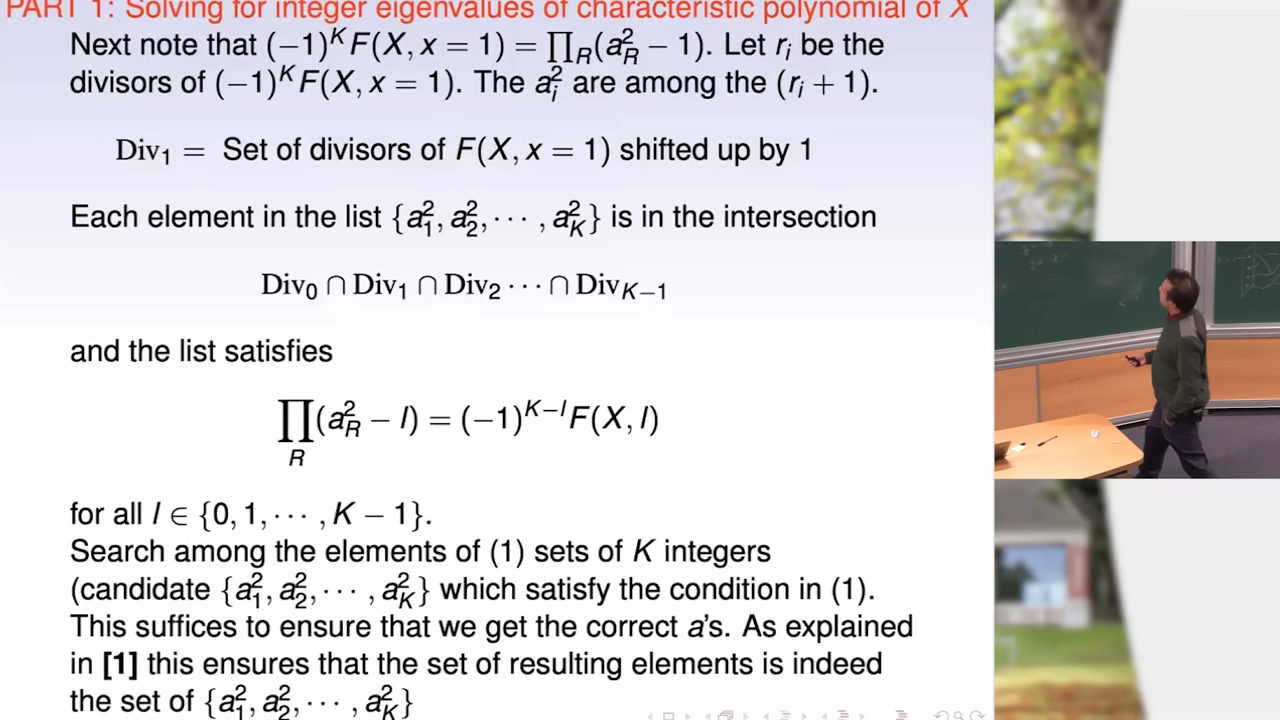 PART 1: Solving for integer eigenvalues of characteristic polynomial of X
Next note that (−1)^K F(X, x = 1) = ∏_R(a_R^2 − 1). Let r_i be the
divisors of (−1)^K F(X, x = 1). The a_i^2 are among the (r_i + 1).
Div_1 = Set of divisors of F(X, x = 1) shifted up by 1
Each element in the list {a_1^2, a_2^2, ⋯ , a_K^2} is in the intersection
Div_0 ∩ Div_1 ∩ Div_2 ⋯ ∩ Div_{K−1}
and the list satisfies
∏_R(a_R^2 − l) = (−1)^{K−l} F(X, l)
for all l ∈ {0, 1, ⋯ , K − 1}.
Search among the elements of (1) sets of K integers
(candidate {a_1^2, a_2^2, ⋯ , a_K^2} which satisfy the condition in (1).
This suffices to ensure that we get the correct a's. As explained
in [1] this ensures that the set of resulting elements is indeed
the set of {a_1^2, a_2^2, ⋯ , a_K^2}